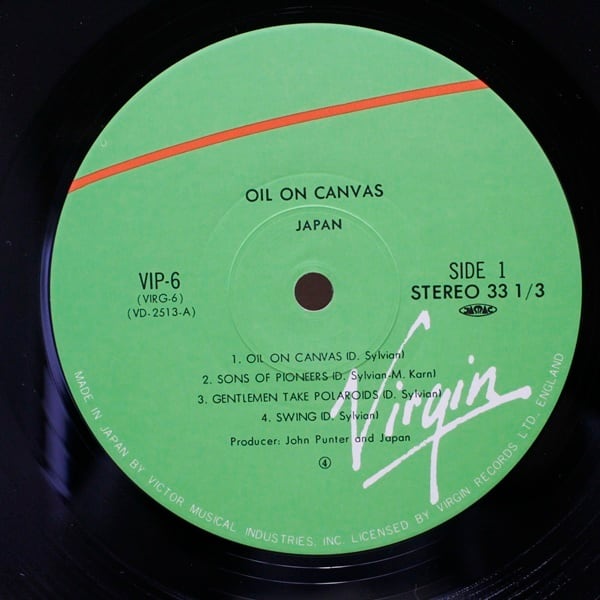 OIL ON CANVAS
JAPAN
VIP-6
(VIRG-6)
(VD-2513-A)
SIDE 1
STEREO 33 1/3
JASRAC
1. OIL ON CANVAS (D. Sylvian)
2. SONS OF PIONEERS (D. Sylvian-M. Karn)
3. GENTLEMEN TAKE POLAROIDS (D. Sylvian)
4. SWING (D. Sylvian)
Producer: John Punter and Japan
④
Virgin
MADE IN JAPAN BY VICTOR MUSICAL INDUSTRIES, INC. LICENSED BY VIRGIN RECORDS LTD., ENGLAND